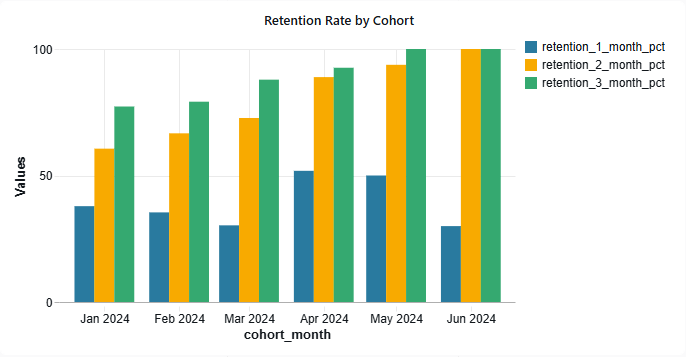 Retention Rate by Cohort
retention_1_month_pct
retention_2_month_pct
retention_3_month_pct
100
50
0
Values
Jan 2024
Feb 2024
Mar 2024
Apr 2024
May 2024
Jun 2024
cohort_month